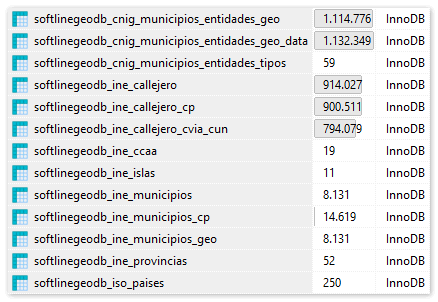 softlinegeodb_cnig_municipios_entidades_geo 1.114.776 InnoDB
softlinegeodb_cnig_municipios_entidades_geo_data 1.132.349 InnoDB
softlinegeodb_cnig_municipios_entidades_tipos 59 InnoDB
softlinegeodb_ine_callejero 914.027 InnoDB
softlinegeodb_ine_callejero_cp 900.511 InnoDB
softlinegeodb_ine_callejero_cvia_cun 794.079 InnoDB
softlinegeodb_ine_ccaa 19 InnoDB
softlinegeodb_ine_islas 11 InnoDB
softlinegeodb_ine_municipios 8.131 InnoDB
softlinegeodb_ine_municipios_cp 14.619 InnoDB
softlinegeodb_ine_municipios_geo 8.131 InnoDB
softlinegeodb_ine_provincias 52 InnoDB
softlinegeodb_iso_paises 250 InnoDB